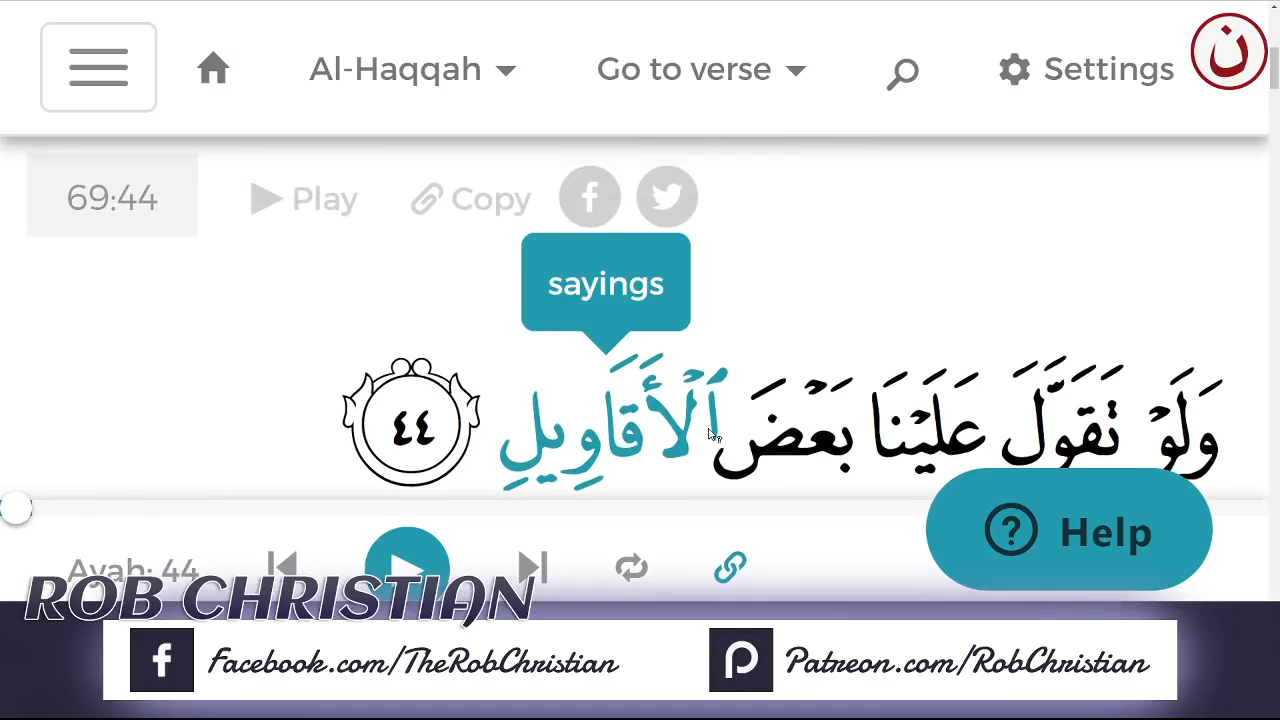 Al-Haqqah Go to verse Settings ن
69:44 Play Copy
sayings
وَلَوْ تَقَوَّلَ عَلَيْنَا بَعْضَ ٱلْأَقَاوِيلِ ٤٤
Help
Ayah: 44
ROB CHRISTIAN
Facebook.com/TheRobChristian Patreon.com/RobChristian